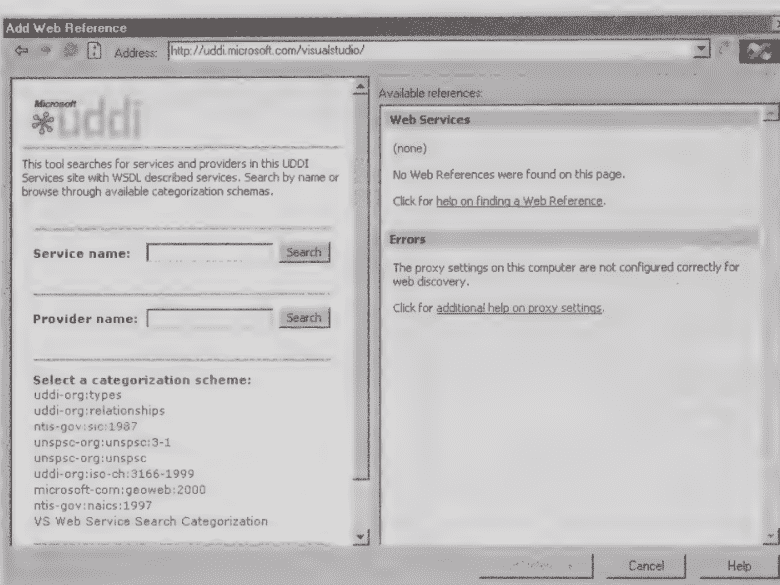 Add Web Reference
Address: http://uddi.microsoft.com/visualstudio/
Microsoft
uddi
This tool searches for services and providers in this UDDI
Services site with WSDL described services. Search by name or
browse through available categorization schemas.
Service name: Search
Provider name: Search
Select a categorization scheme:
uddi-org:types
uddi-org:relationships
ntis-gov:sic:1987
unspsc-org:unspsc:3-1
unspsc-org:unspsc
uddi-org:iso-ch:3166-1999
microsoft-com:geoweb:2000
ntis-gov:naics:1997
VS Web Service Search Categorization
Available references:
Web Services
(none)
No Web References were found on this page.
Click for help on finding a Web Reference.
Errors
The proxy settings on this computer are not configured correctly for
web discovery.
Click for additional help on proxy settings.
Cancel Help